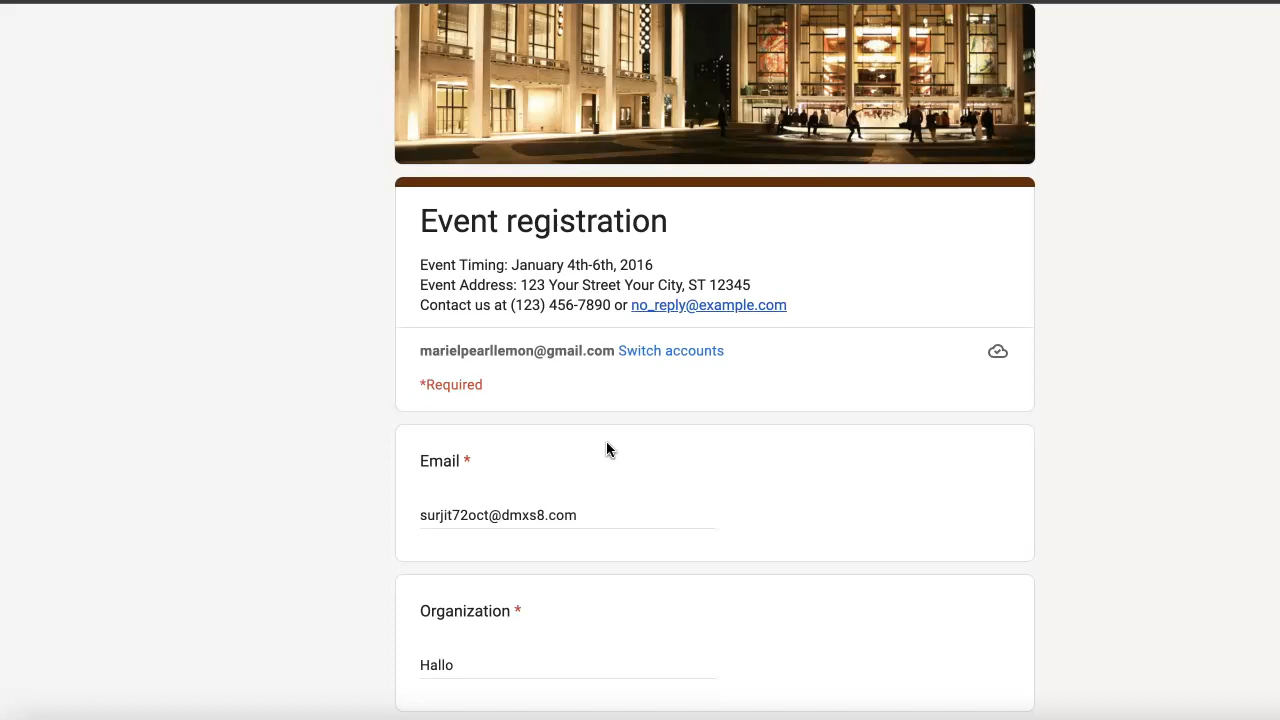 Event registration
Event Timing: January 4th-6th, 2016
Event Address: 123 Your Street Your City, ST 12345
Contact us at (123) 456-7890 or no_reply@example.com
marielpearllemon@gmail.com Switch accounts
*Required
Email *
surjit72oct@dmxs8.com
Organization *
Hallo